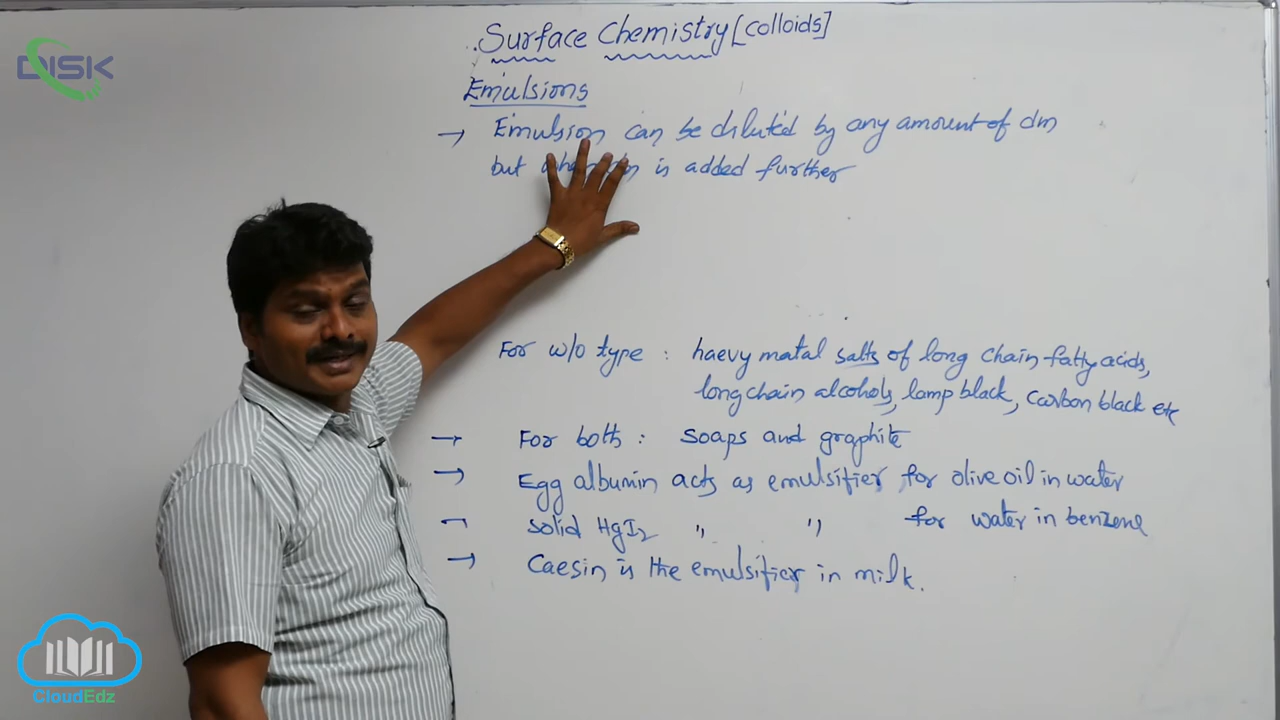 DISK
Surface Chemistry [colloids]
Emulsions
→ Emulsion can be diluted by any amount of dm
but is added further
For w/o type : haevy matal salts of long chain fatty acids,
long chain alcohols, lamp black, carbon black etc
→ For both : soaps and graphite
→ Egg albumin acts as emulsifier for olive oil in water
→ solid HgI2 " " for water in benzene
→ Caesin is the emulsifier in milk.
CloudEdz